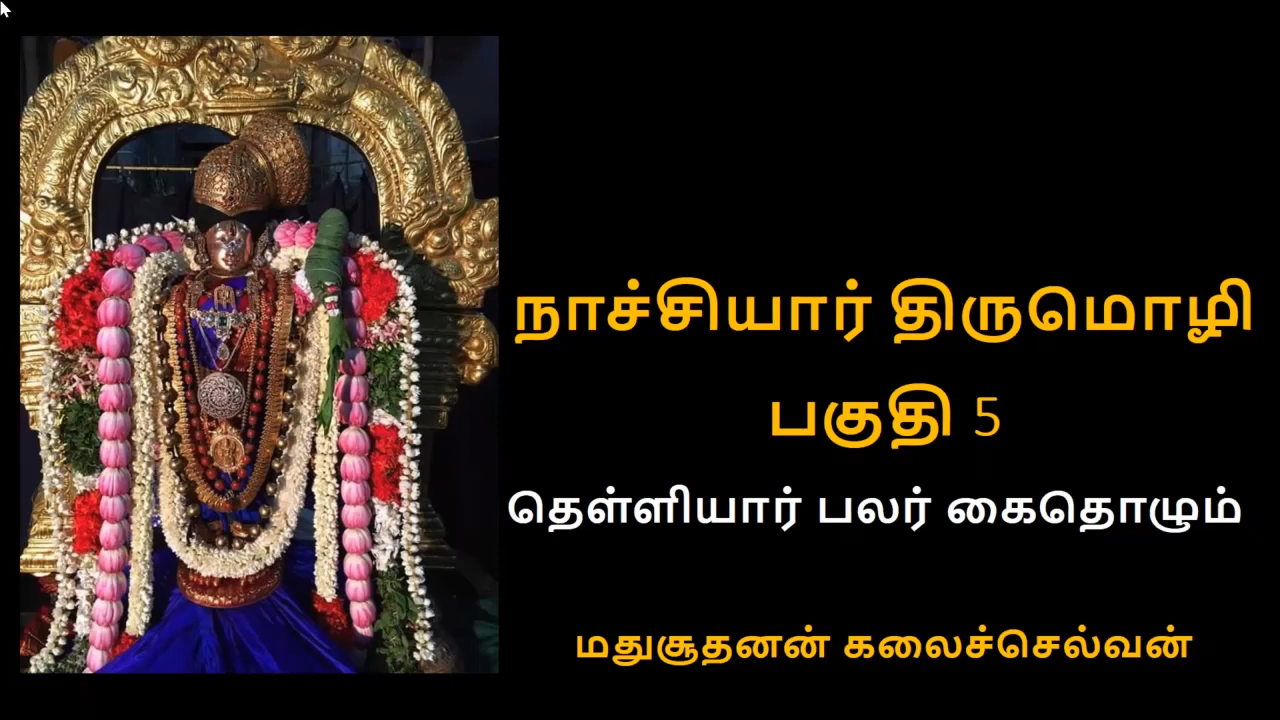 நாச்சியார் திருமொழி
பகுதி 5
தெள்ளியார் பலர் கைதொழும்
மதுசூதனன் கலைச்செல்வன்